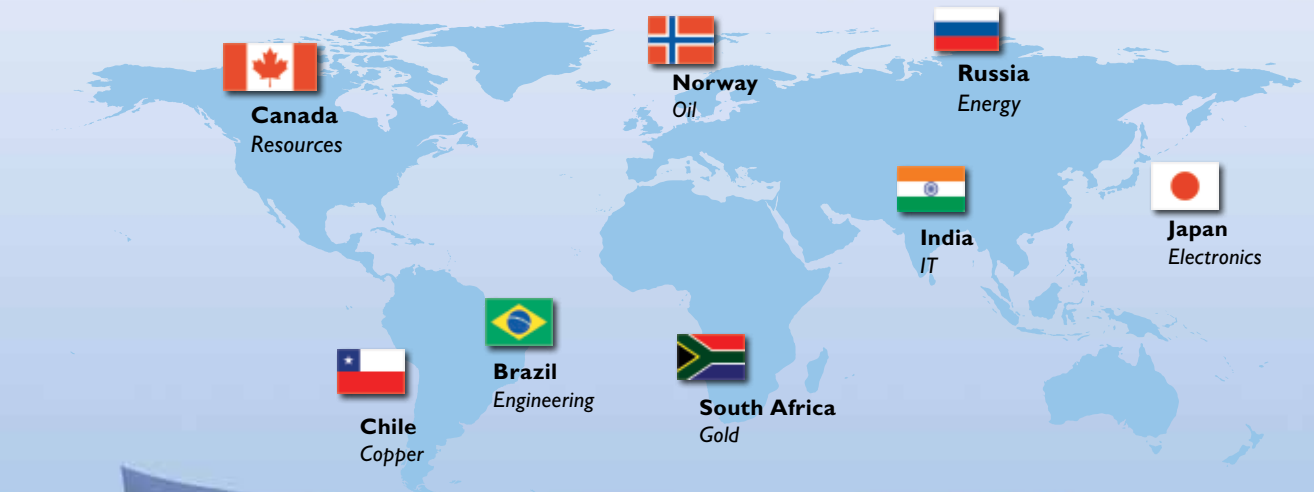 Canada
Resources
Norway
Oil
Russia
Energy
India
IT
Japan
Electronics
Brazil
Engineering
Chile
Copper
South Africa
Gold